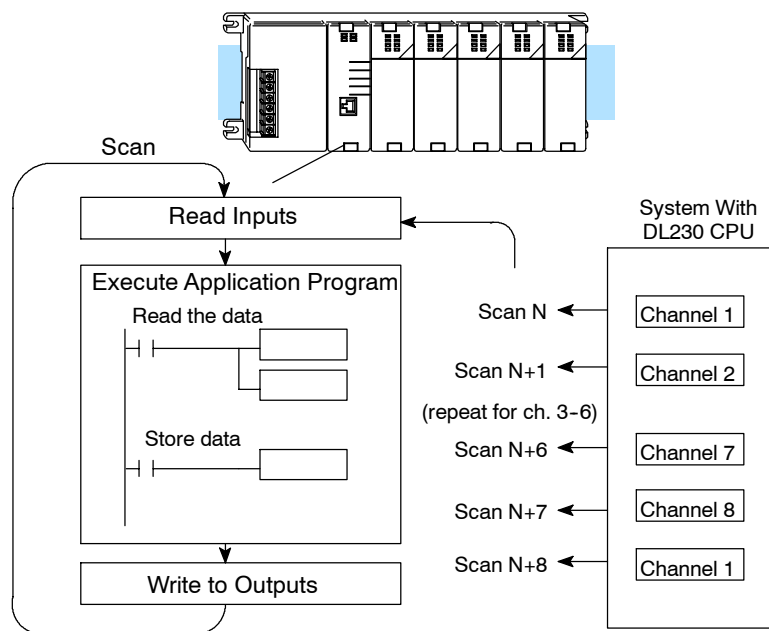 Scan
Read Inputs
Execute Application Program
Read the data
Store data
Write to Outputs
System With
DL230 CPU
Scan N
Channel 1
Scan N+1
Channel 2
(repeat for ch. 3--6)
Scan N+6
Channel 7
Scan N+7
Channel 8
Scan N+8
Channel 1